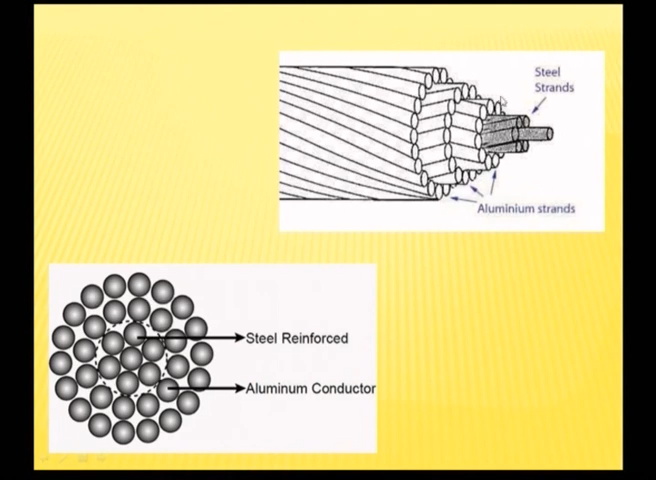 Steel
Strands
Aluminium strands
Steel Reinforced
Aluminum Conductor